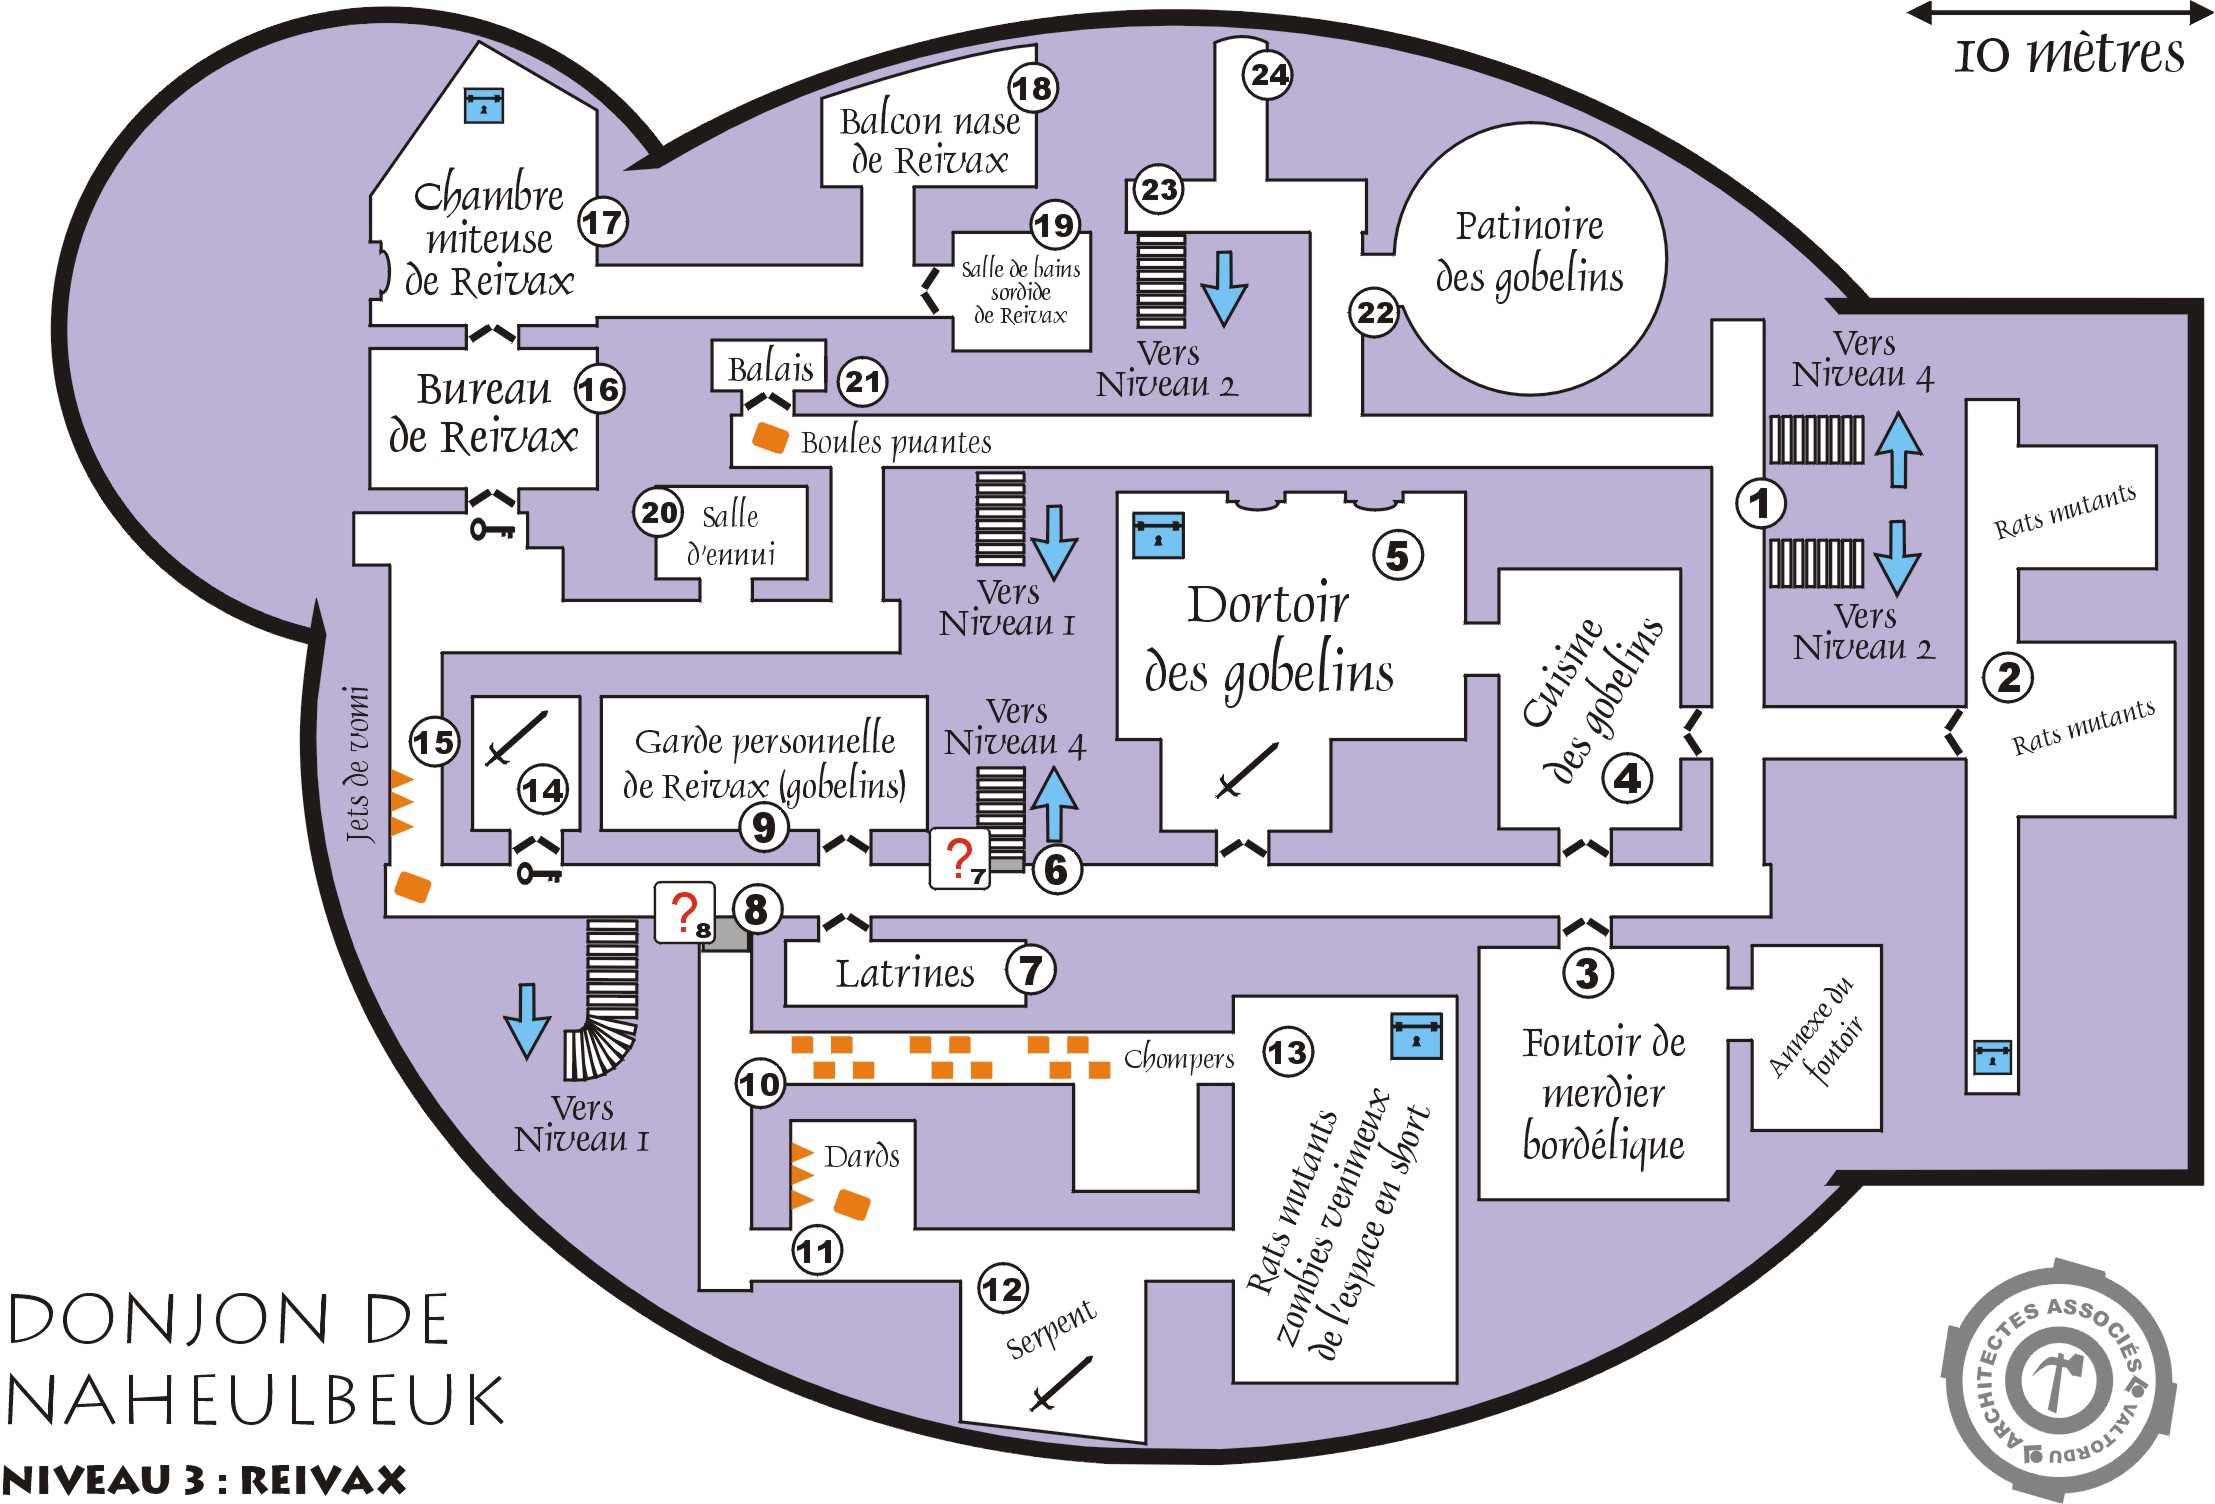 10 mètres
24
18
Balcon nase
de Reivax
23
Chambre
miteuse
de Reivax
17
19
Salle de bains
sordide
de Reivax
Patinoire
des gobelins
22
Vers
Niveau 2
Vers
Niveau 4
Bureau
de Reivax
16
Balais
21
Boules puantes
1
Rats mutants
20
Salle
d'ennui
Vers
Niveau 1
5
Dortoir
des gobelins
Cuisine
des gobelins
4
Vers
Niveau 2
2
Rats mutants
Jets de vomi
15
14
Garde personnelle
de Reivax (gobelins)
9
Vers
Niveau 4
?
7
6
?
8
8
Latrines
7
3
Foutoir de
merdier
bordélique
Annexe du
foutoir
10
Chompers
13
Rats mutants
zombies venimeux
de l'espace en short
Vers
Niveau 1
Dards
11
12
Serpent
DONJON DE
NAHEULBEUK
NIVEAU 3 : REIVAX
ARCHITECTES ASSOCIÉS
VALTORDU